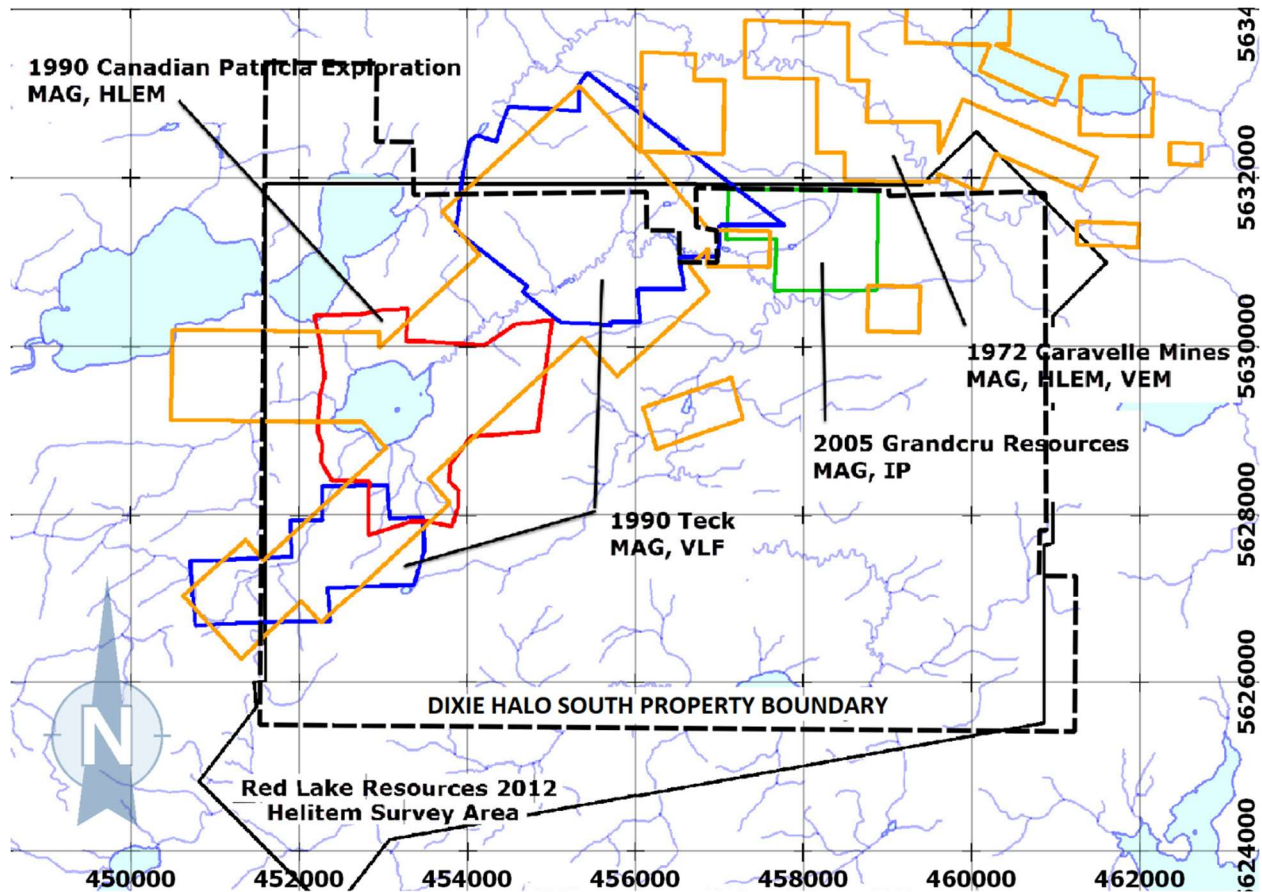 1990 Canadian Patricia Exploration
MAG, HLEM
5634
5632000
5630000
1972 Caravelle Mines
MAG, HLEM, VEM
2005 Grandcru Resources
MAG, IP
1990 Teck
MAG, VLF
5628000
5626000
DIXIE HALO SOUTH PROPERTY BOUNDARY
N
Red Lake Resources 2012
Helitem Survey Area
5624000
450000 452000 454000 456000 458000 460000 462000